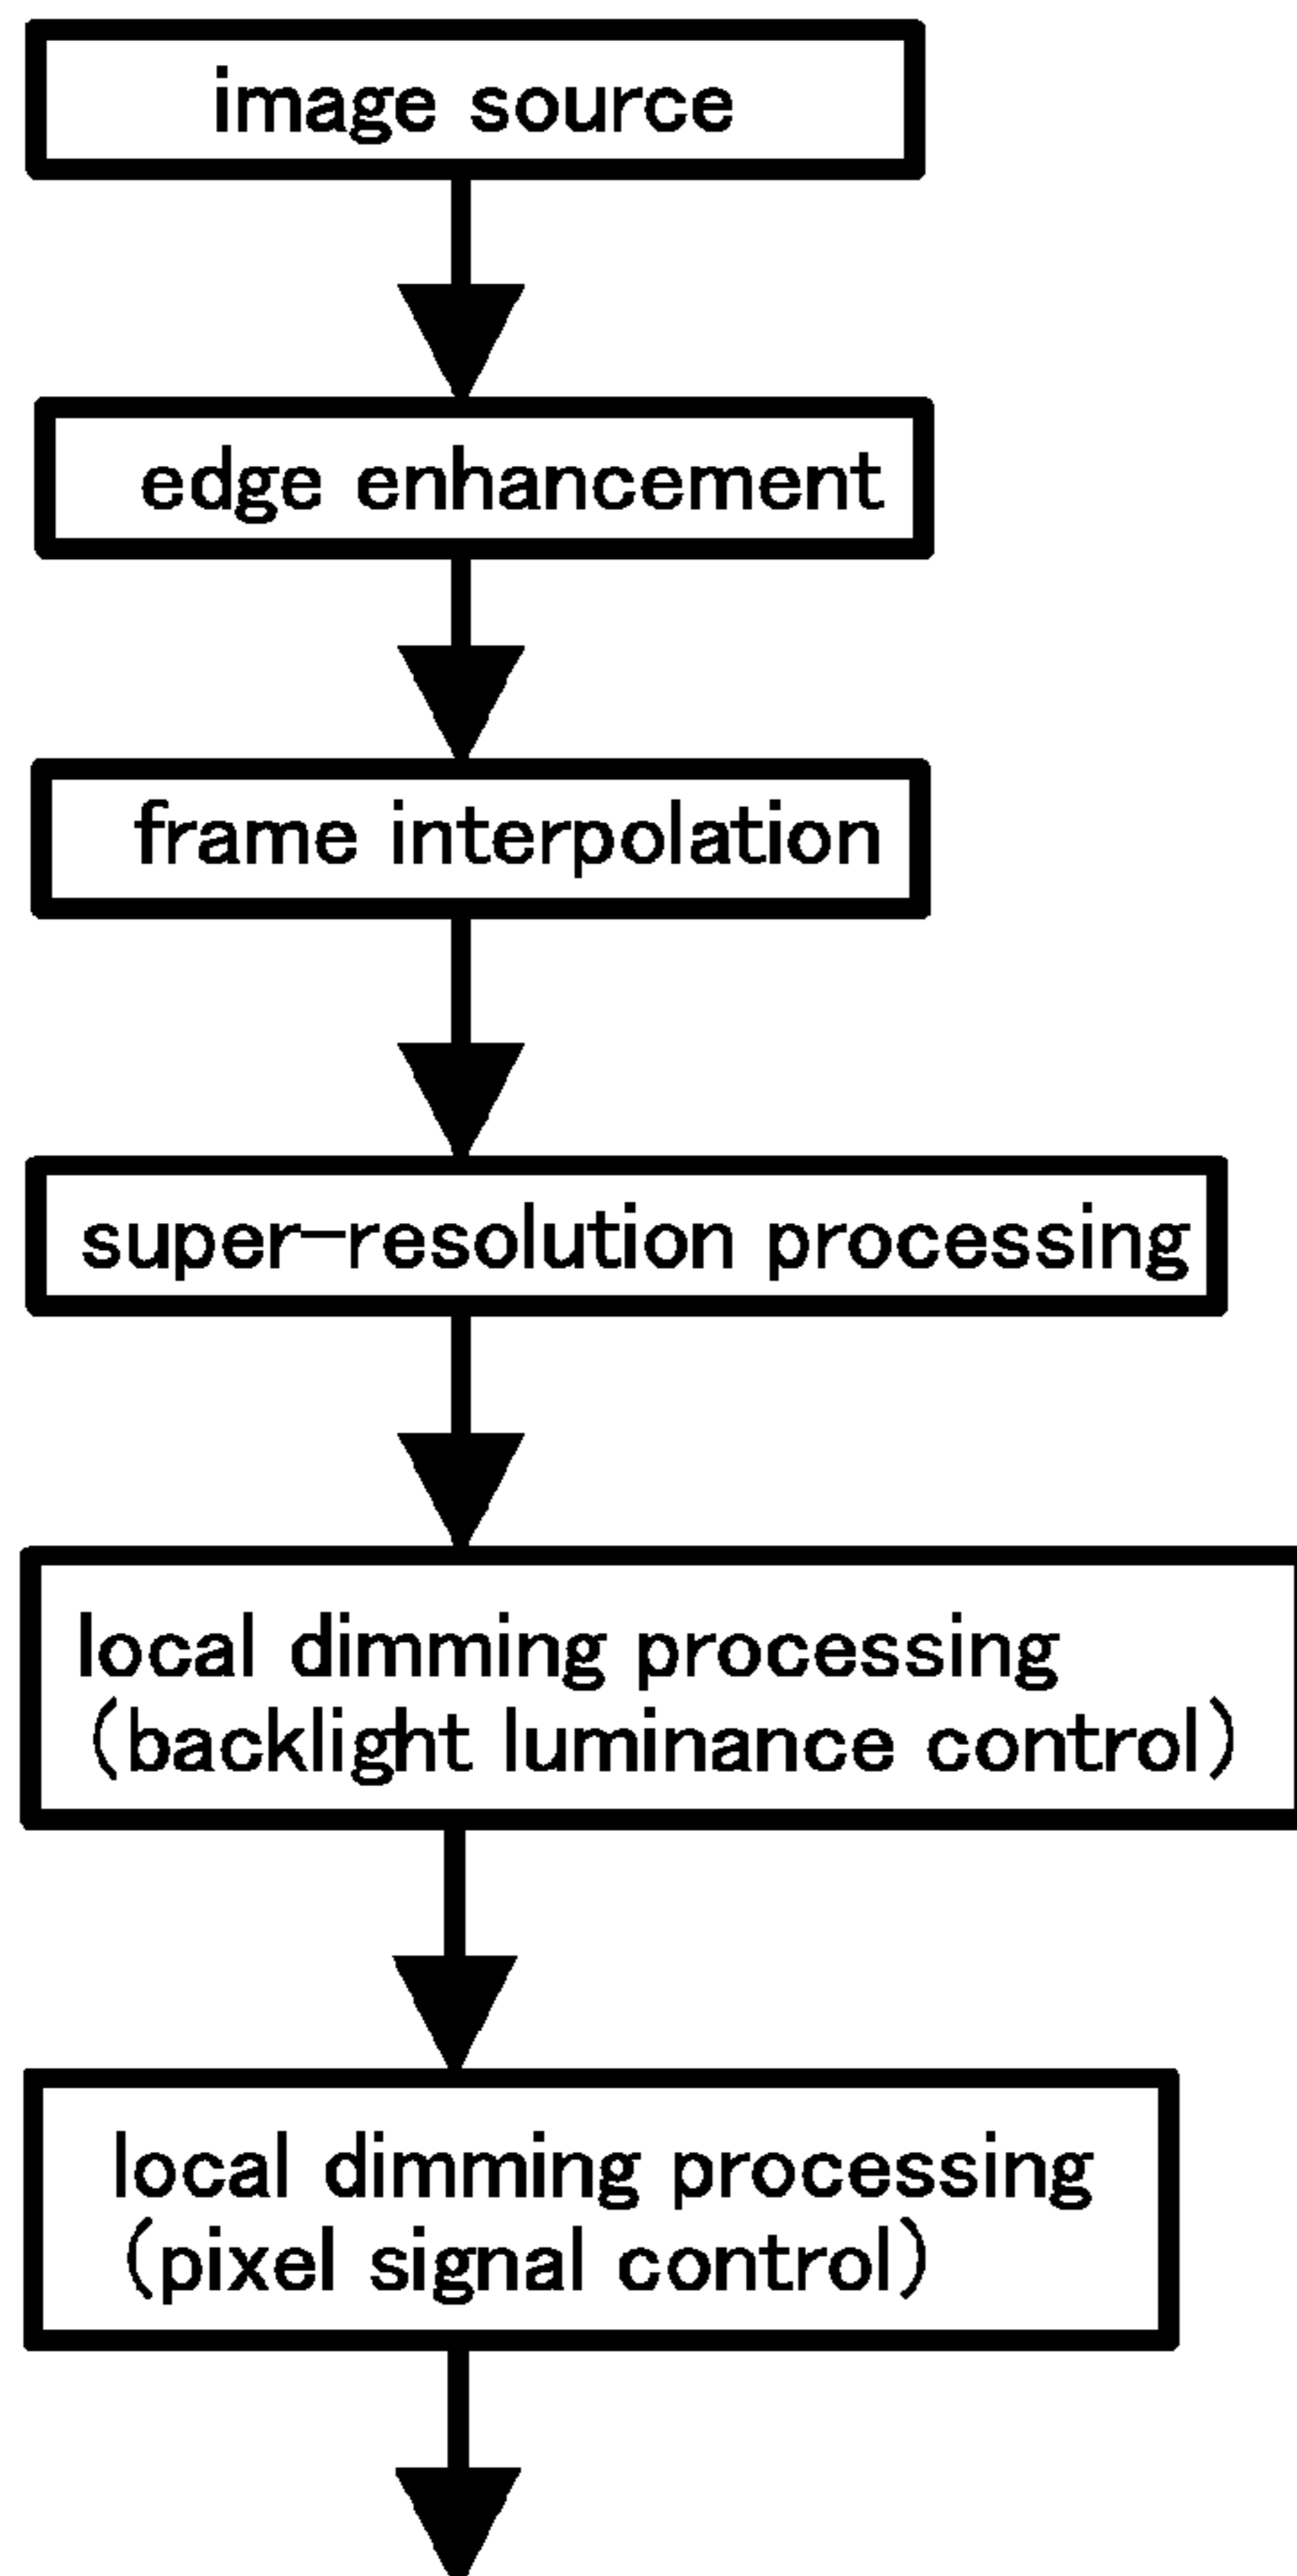 image source
edge enhancement
frame interpolation
super-resolution processing
local dimming processing
(backlight luminance control)
local dimming processing
(pixel signal control)